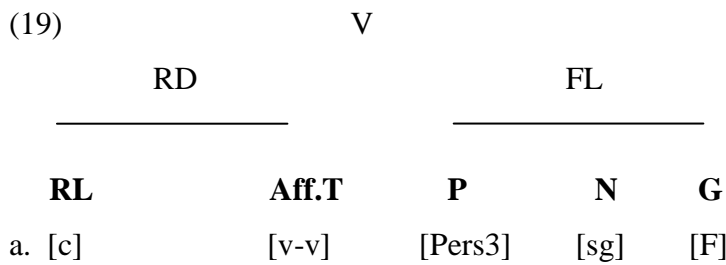 (19) V
RD FL
RL Aff.T P N G
a. [c] [v-v] [Pers3] [sg] [F]